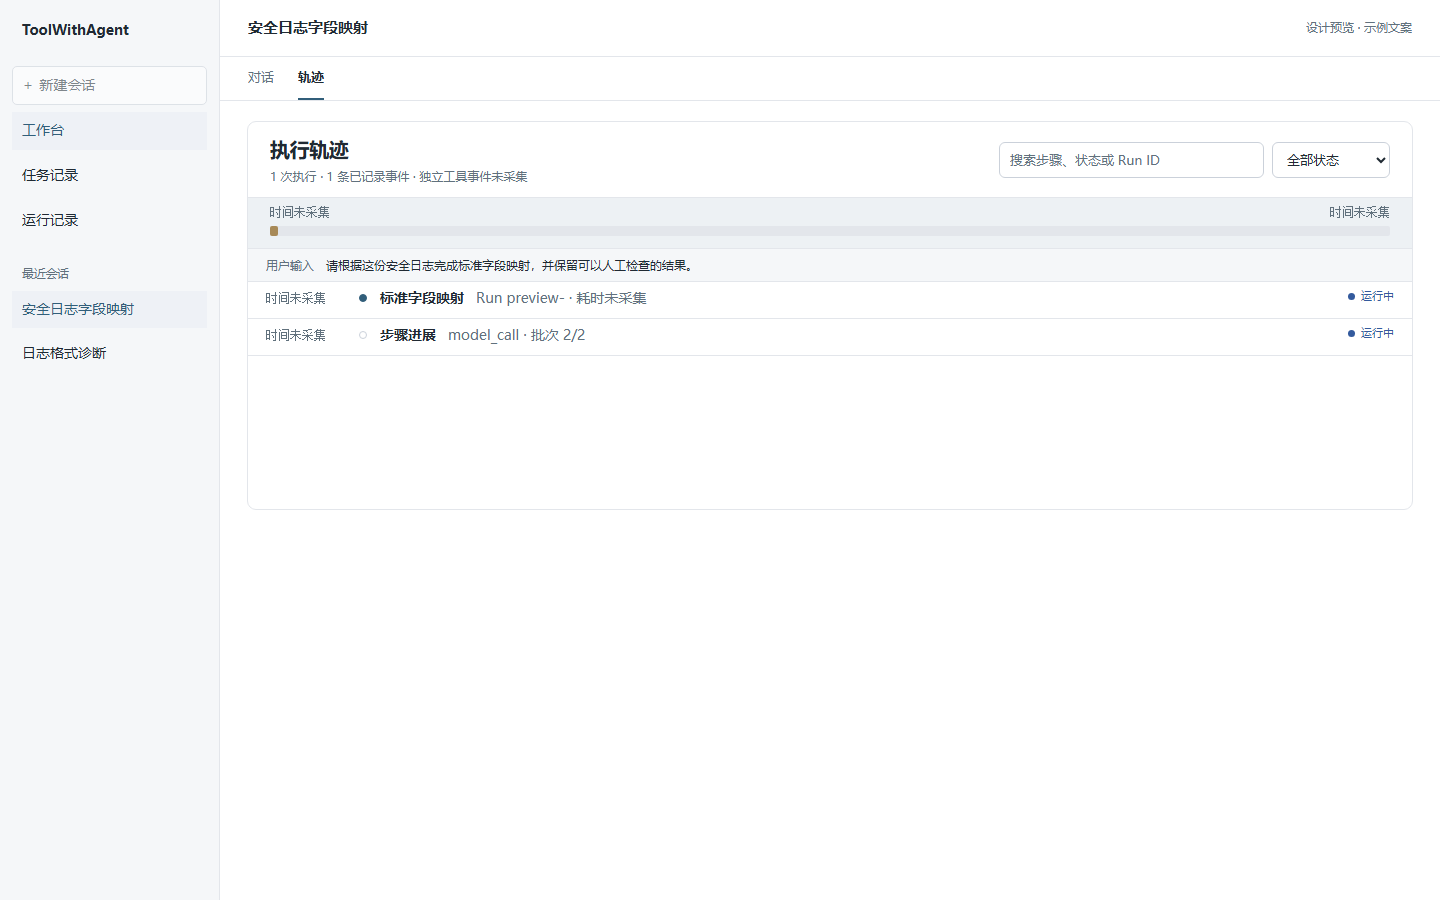 ToolWithAgent
+ 新建会话
工作台
任务记录
运行记录
最近会话
安全日志字段映射
日志格式诊断
安全日志字段映射
设计预览 · 示例文案
对话 轨迹
执行轨迹
1 次执行 · 1 条已记录事件 · 独立工具事件未采集
搜索步骤、状态或 Run ID
全部状态
时间未采集 时间未采集
用户输入 请根据这份安全日志完成标准字段映射，并保留可以人工检查的结果。
时间未采集 标准字段映射 Run preview- · 耗时未采集 运行中
时间未采集 步骤进展 model_call · 批次 2/2 运行中